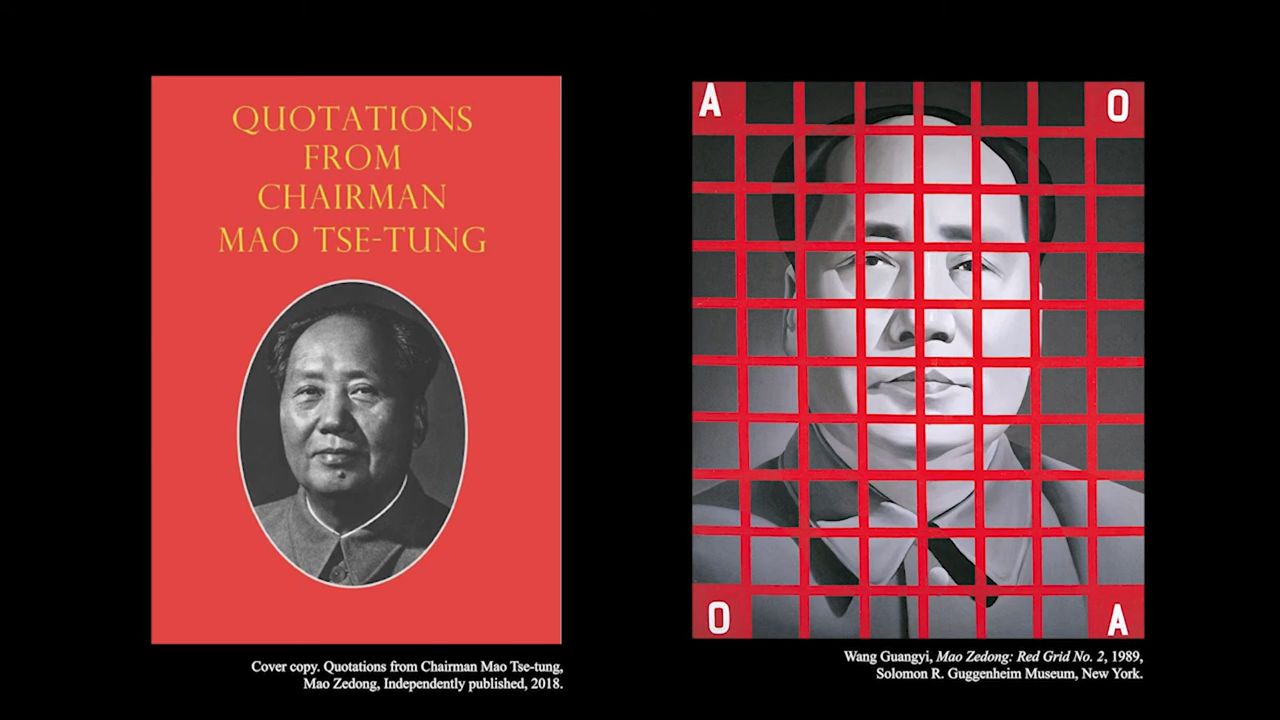 QUOTATIONS
FROM
CHAIRMAN
MAO TSE-TUNG
Cover copy. Quotations from Chairman Mao Tse-tung,
Mao Zedong, Independently published, 2018.
A O
O A
Wang Guangyi, Mao Zedong: Red Grid No. 2, 1989,
Solomon R. Guggenheim Museum, New York.